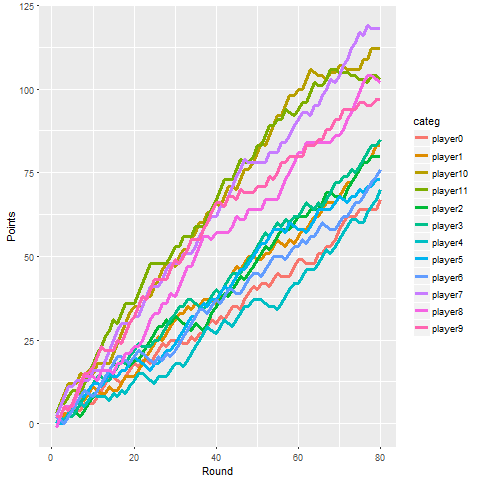 125
100
75
50
25
0
Points
0
20
40
60
80
Round
categ
player0
player1
player10
player11
player2
player3
player4
player5
player6
player7
player8
player9